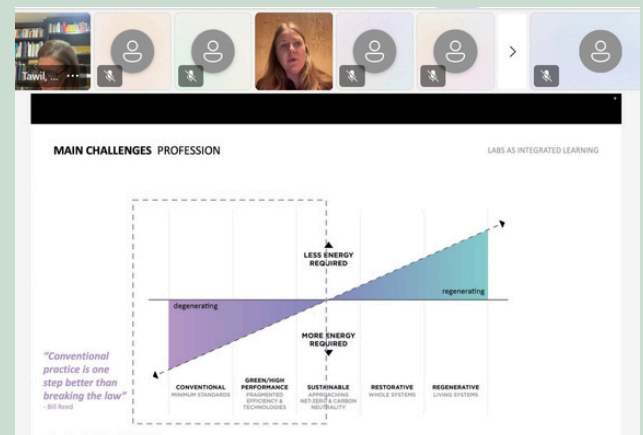 Tawil, ... ...
MAIN CHALLENGES PROFESSION
LABS AS INTEGRATED LEARNING
LESS ENERGY
REQUIRED
degenerating
regenerating
MORE ENERGY
REQUIRED
"Conventional
practice is one
step better than
breaking the law"
- Bill Reed
CONVENTIONAL
MINIMUM STANDARDS
GREEN/HIGH
PERFORMANCE
FRAGMENTED
EFFICIENCY &
TECHNOLOGIES
SUSTAINABLE
APPROACHING
NET-ZERO & CARBON
NEUTRALITY
RESTORATIVE
WHOLE SYSTEMS
REGENERATIVE
LIVING SYSTEMS